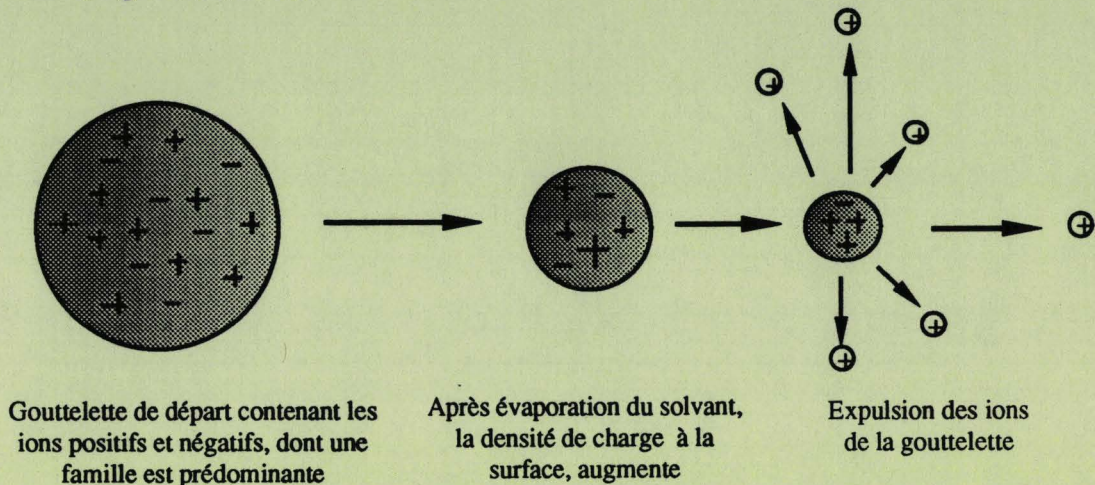 Gouttelette de départ contenant les
ions positifs et négatifs, dont une
famille est prédominante
Après évaporation du solvant,
la densité de charge à la
surface, augmente
Expulsion des ions
de la gouttelette